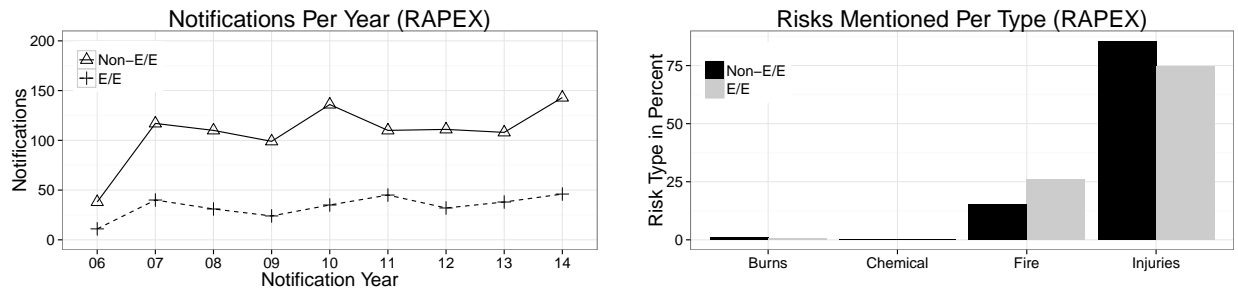 Notifications Per Year (RAPEX)
Notifications
200
150
100
50
0
Non−E/E
E/E
06 07 08 09 10 11 12 13 14
Notification Year
Risks Mentioned Per Type (RAPEX)
Risk Type in Percent
75
50
25
0
Non−E/E
E/E
Burns Chemical Fire Injuries